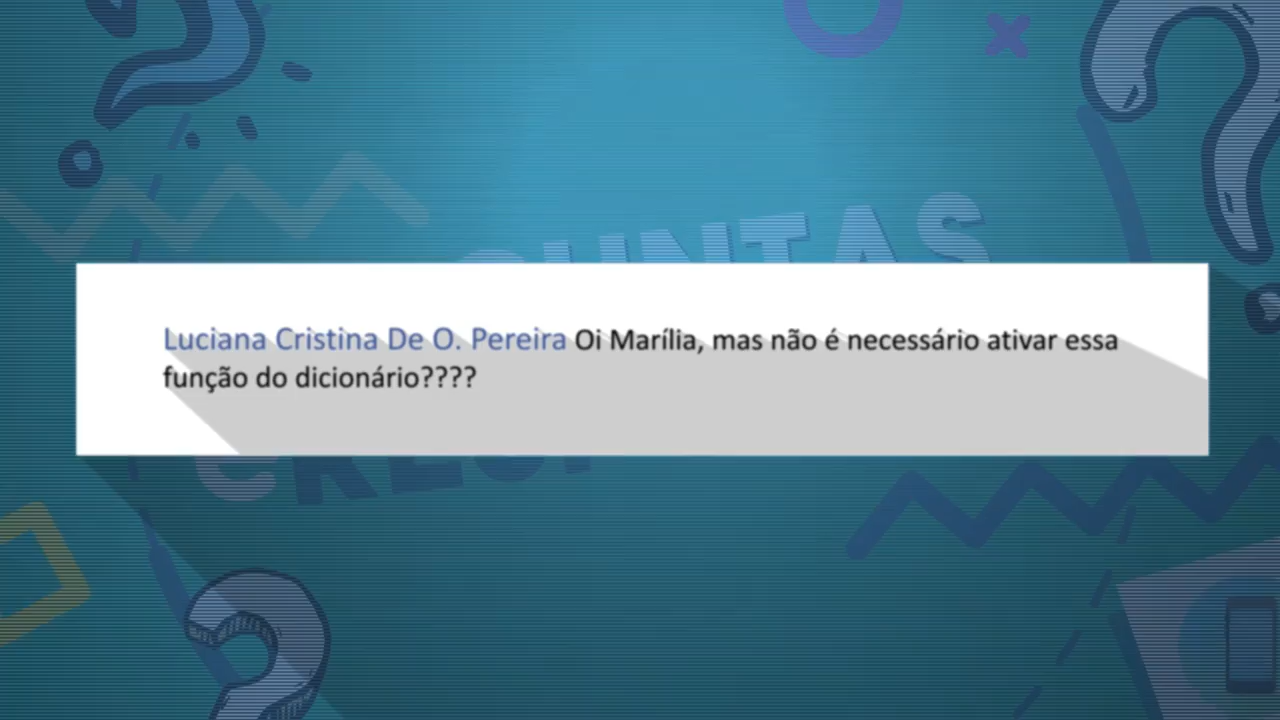 Luciana Cristina De O. Pereira Oi Marília, mas não é necessário ativar essa
função do dicionário????